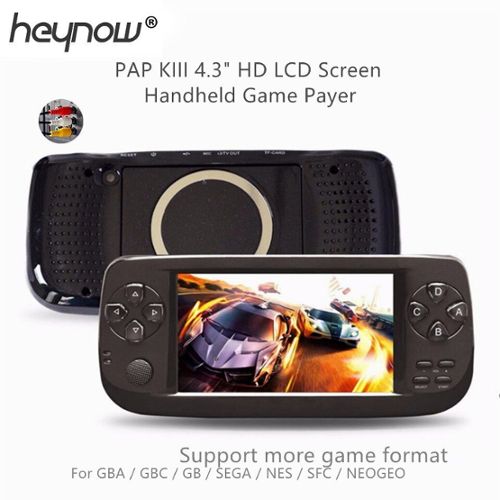 heynow®
PAP KIII 4.3" HD LCD Screen
Handheld Game Payer
RESET MIC TV OUT TF-CARD
D
C A
B
SELECT START
Support more game format
For GBA / GBC / GB / SEGA / NES / SFC / NEOGEO